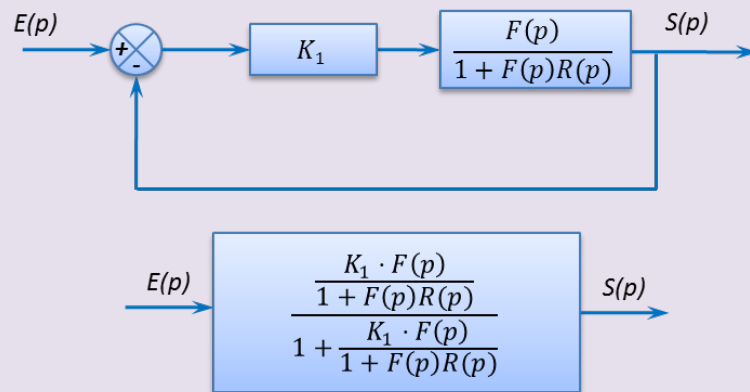 E(p)
+
-
K₁
F(p)
1 + F(p)R(p)
S(p)
E(p)
K₁ · F(p)
1 + F(p)R(p)
1 + K₁ · F(p)
1 + F(p)R(p)
S(p)